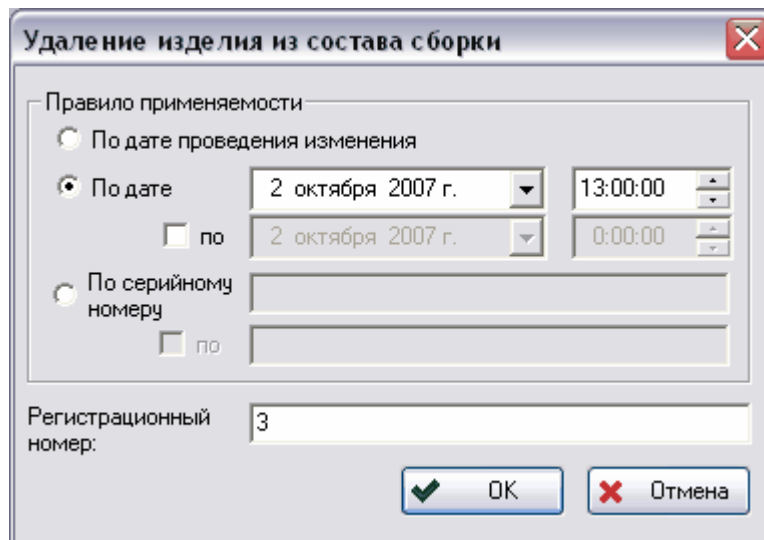 Удаление изделия из состава сборки
Правило применяемости
По дате проведения изменения
По дате 2 октября 2007 г. 13:00:00
по 2 октября 2007 г. 0:00:00
По серийному
номеру
по
Регистрационный
номер:
3
OK Отмена